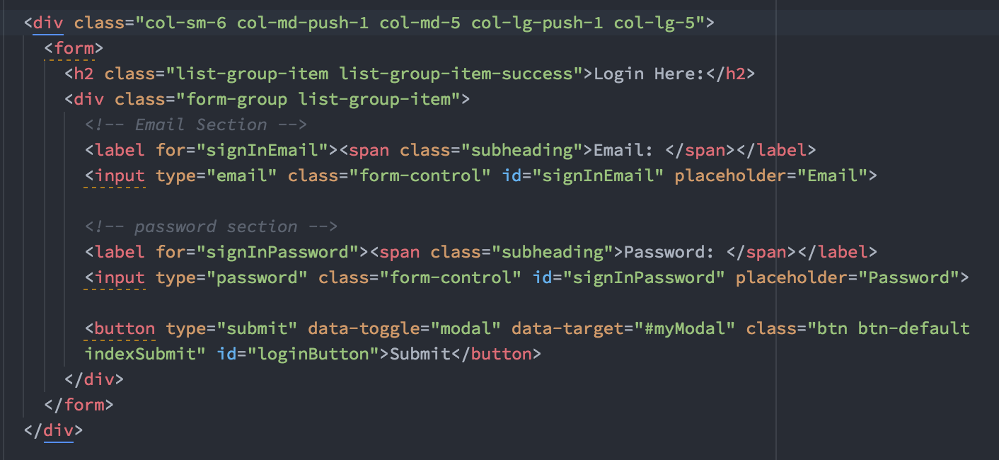 <div class="col-sm-6 col-md-push-1 col-md-5 col-lg-push-1 col-lg-5">
<form>
<h2 class="list-group-item list-group-item-success">Login Here:</h2>
<div class="form-group list-group-item">
<!-- Email Section -->
<label for="signInEmail"><span class="subheading">Email: </span></label>
<input type="email" class="form-control" id="signInEmail" placeholder="Email">
<!-- password section -->
<label for="signInPassword"><span class="subheading">Password: </span></label>
<input type="password" class="form-control" id="signInPassword" placeholder="Password">
<button type="submit" data-toggle="modal" data-target="#myModal" class="btn btn-default
indexSubmit" id="loginButton">Submit</button>
</div>
</form>
</div>